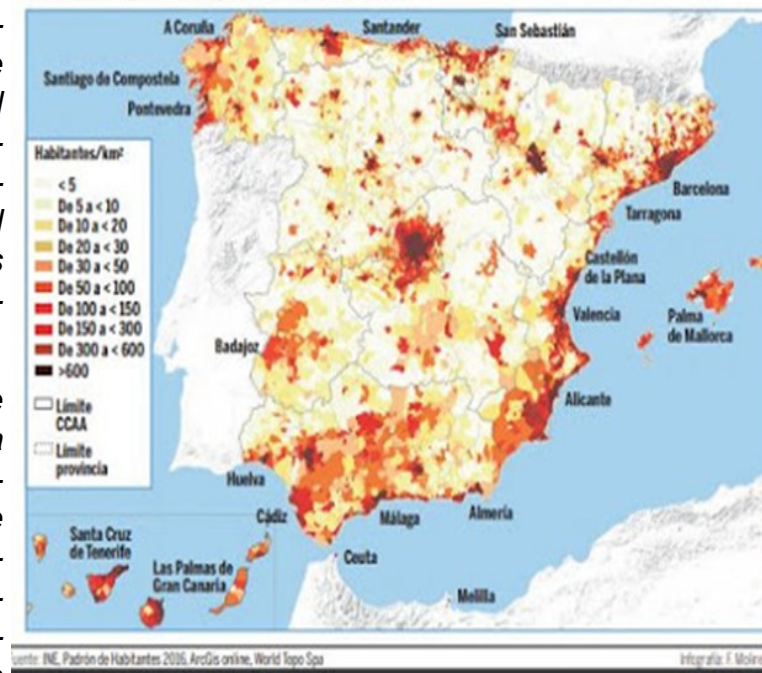 A Coruña
Santander
San Sebastián
Santiago de Compostela
Pontevedra
Habitantes/km²
< 5
De 5 a < 10
De 10 a < 20
De 20 a < 30
De 30 a < 50
De 50 a <100
De 100 a <150
De 150 a <300
De 300 a <600
>600
Límite
CCAA
Límite
provincia
Barcelona
Tarragona
Castellón
de la Plana
Valencia
Palma
de Mallorca
Badajoz
Alicante
Huelva
Cádiz
Málaga
Almería
Santa Cruz
de Tenerife
Las Palmas de
Gran Canaria
Ceuta
Melilla
uente: INE, Padrón de Habitantes 2016, ArcGis online, World Topo Spa
Infografía: F. Moline